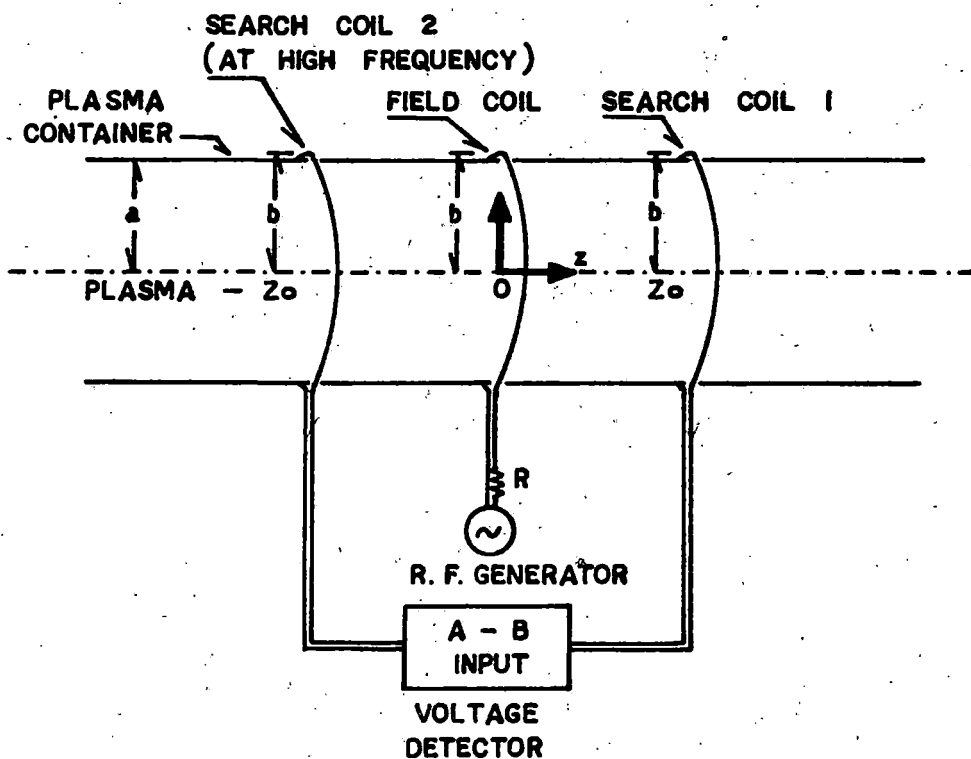 SEARCH COIL 2
(AT HIGH FREQUENCY)
PLASMA
CONTAINER
FIELD COIL
SEARCH COIL 1
a
b
b
b
z
PLASMA - Zo
O
Zo
R
R. F. GENERATOR
A - B
INPUT
VOLTAGE
DETECTOR